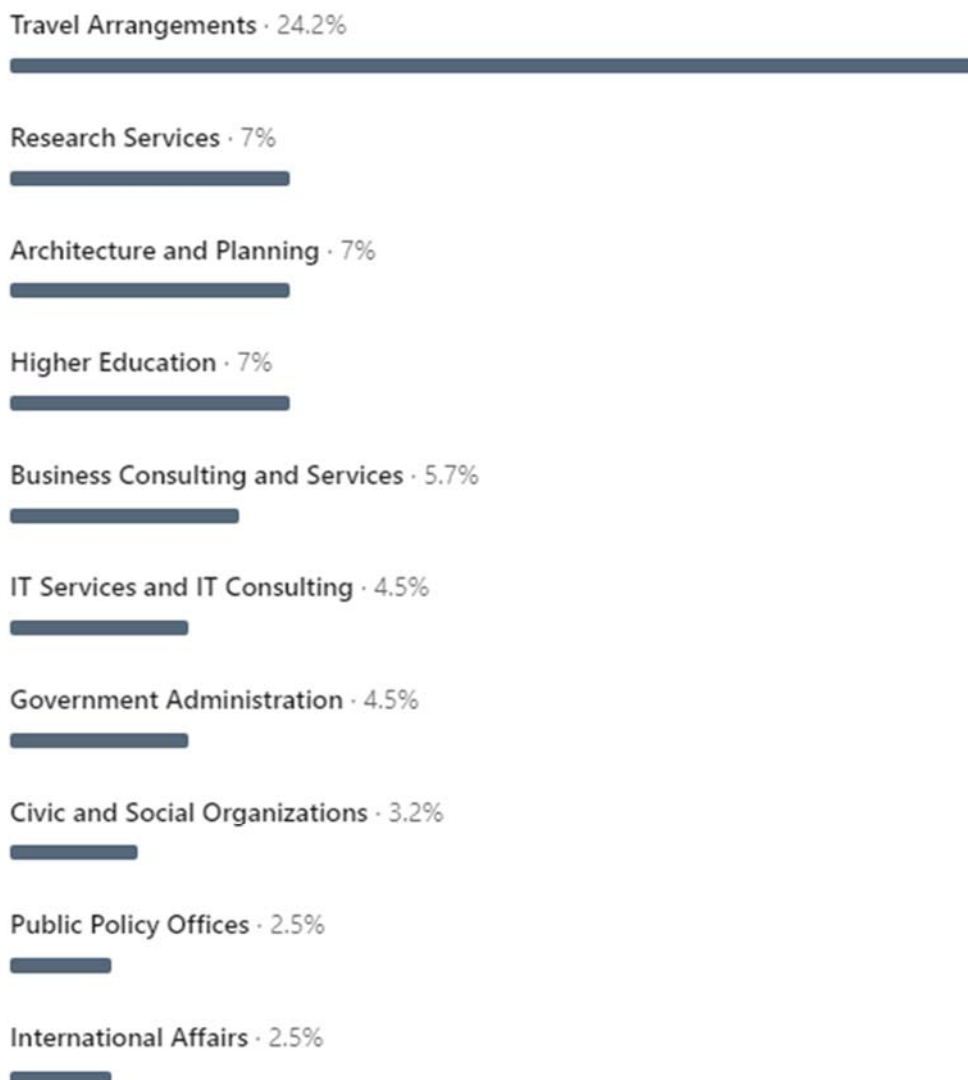 Travel Arrangements · 24.2%
Research Services · 7%
Architecture and Planning · 7%
Higher Education · 7%
Business Consulting and Services · 5.7%
IT Services and IT Consulting · 4.5%
Government Administration · 4.5%
Civic and Social Organizations · 3.2%
Public Policy Offices · 2.5%
International Affairs · 2.5%